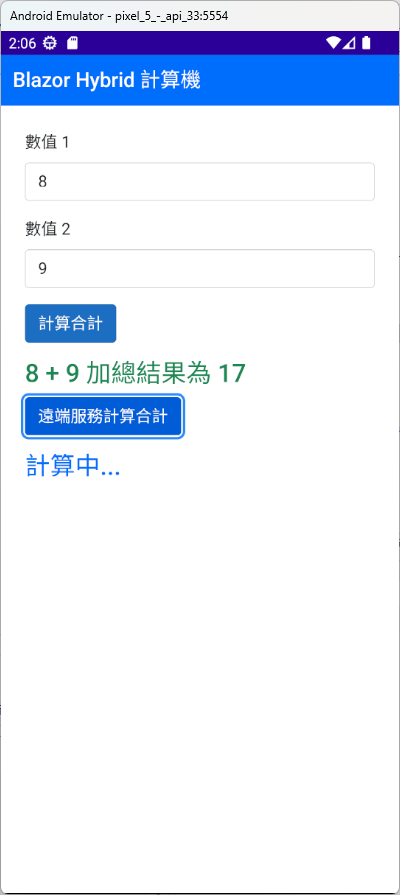 Android Emulator - pixel_5_-_api_33:5554
2:06
Blazor Hybrid 計算機
數值 1
8
數值 2
9
計算合計
8 + 9 加總結果為 17
遠端服務計算合計
計算中...